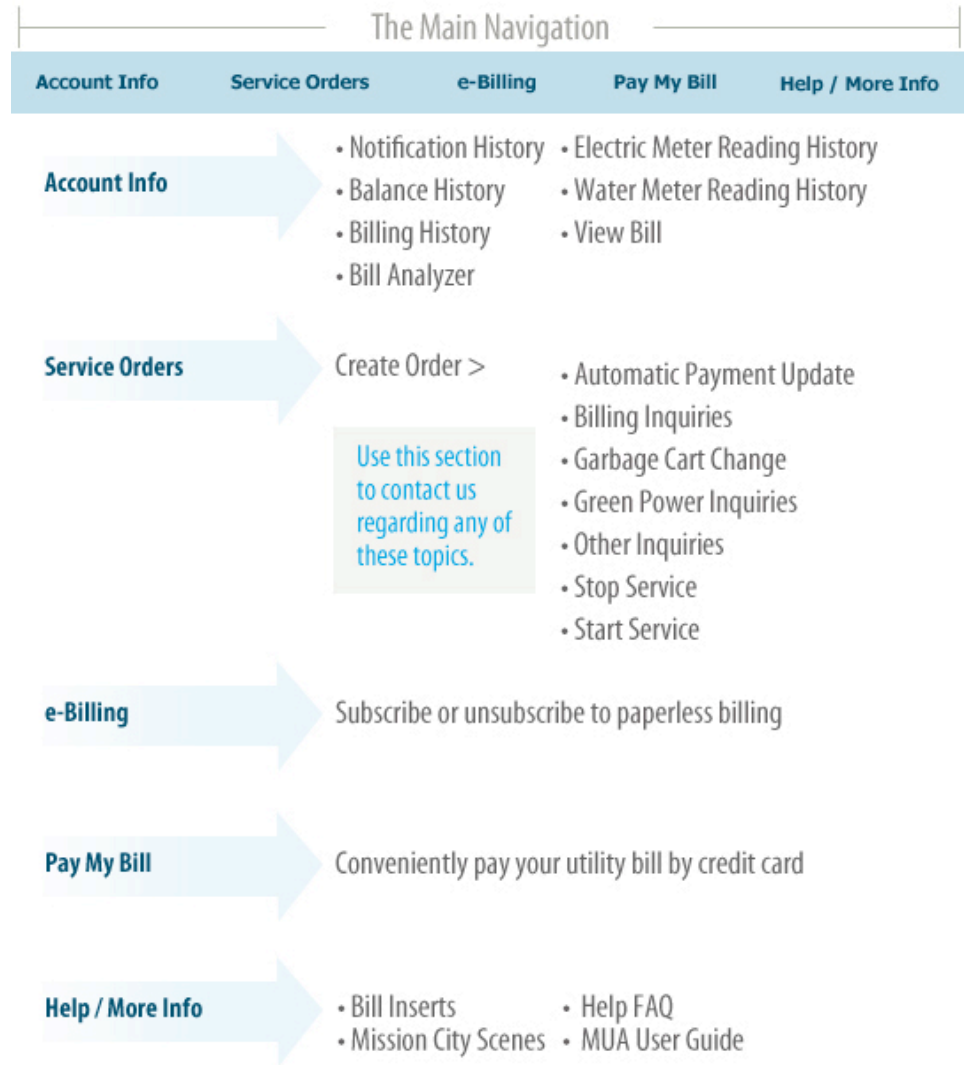 The Main Navigation
Account Info Service Orders e-Billing Pay My Bill Help / More Info
Account Info
• Notification History
• Balance History
• Billing History
• Bill Analyzer
• Electric Meter Reading History
• Water Meter Reading History
• View Bill
Service Orders
Create Order >
Use this section
to contact us
regarding any of
these topics.
• Automatic Payment Update
• Billing Inquiries
• Garbage Cart Change
• Green Power Inquiries
• Other Inquiries
• Stop Service
• Start Service
e-Billing
Subscribe or unsubscribe to paperless billing
Pay My Bill
Conveniently pay your utility bill by credit card
Help / More Info
• Bill Inserts
• Mission City Scenes
• Help FAQ
• MUA User Guide